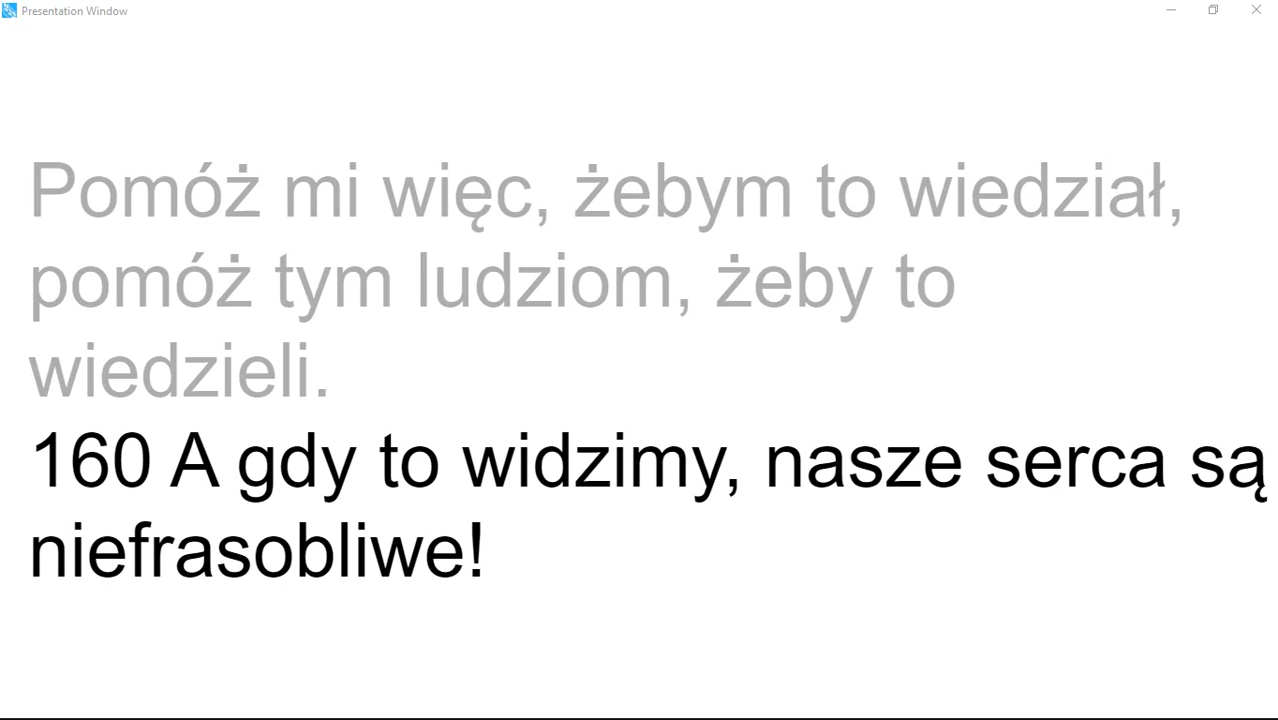 Presentation Window
Pomóż mi więc, żebym to wiedział,
pomóż tym ludziom, żeby to
wiedzieli.
160 A gdy to widzimy, nasze serca są
niefrasobliwe!